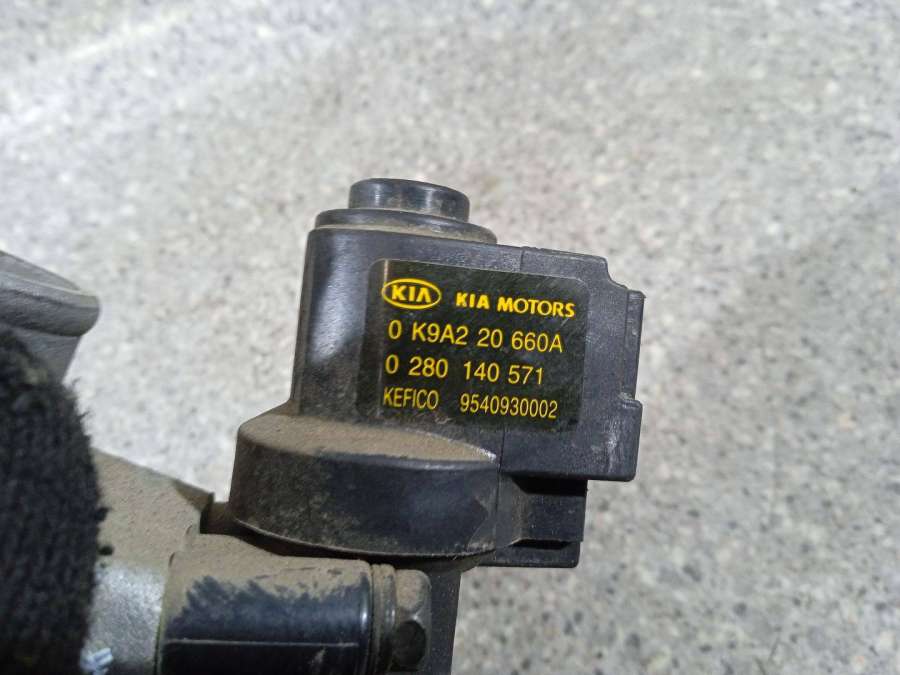 KIA KIA MOTORS
0 K9A2 20 660A
0 280 140 571
KEFICO 9540930002